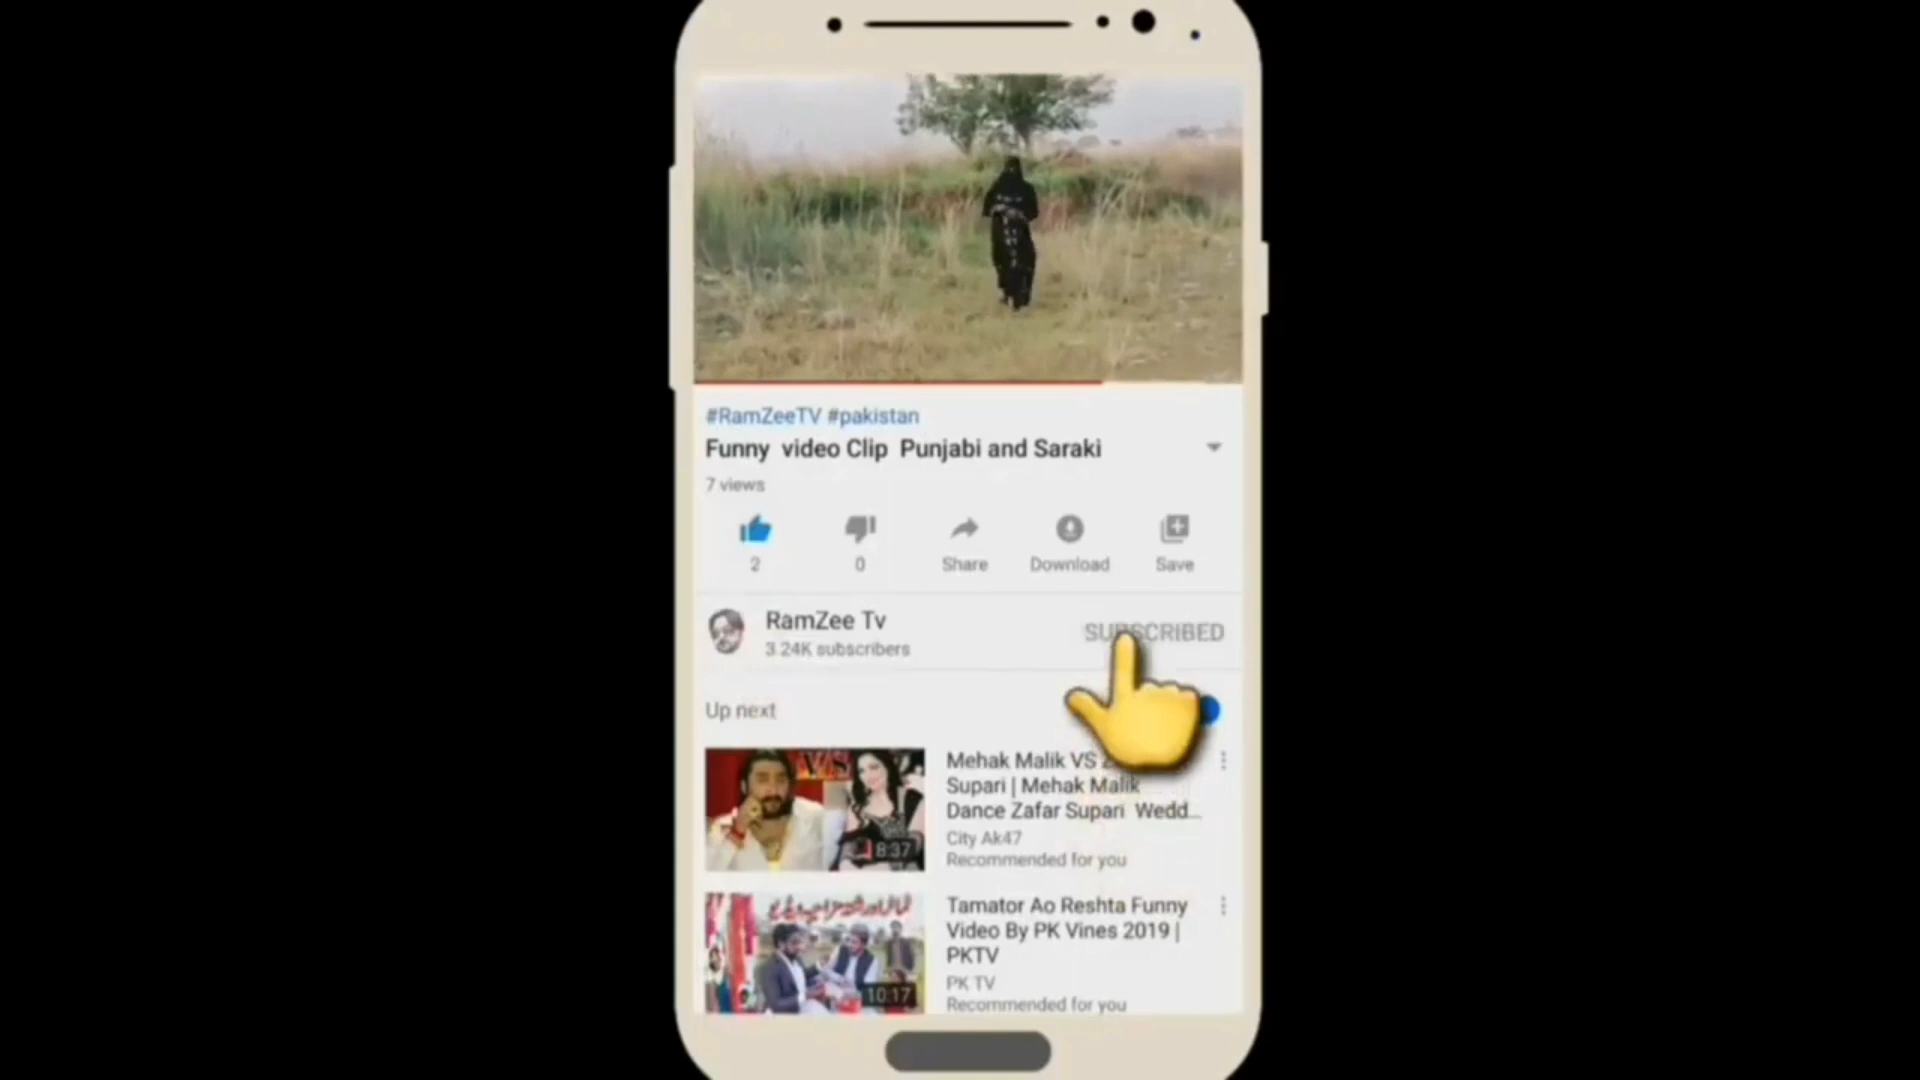 #RamZeeTV #pakistan
Funny video Clip Punjabi and Saraki
7 views
2
0
Share
Download
Save
RamZee Tv
3.24K subscribers
SUBSCRIBED
Up next
VS
8:37
Mehak Malik VS
Supari | Mehak Malik
Dance Zafar Supari Wedd...
City Ak47
Recommended for you
10:17
Tamator Ao Reshta Funny
Video By PK Vines 2019 |
PKTV
PK TV
Recommended for you